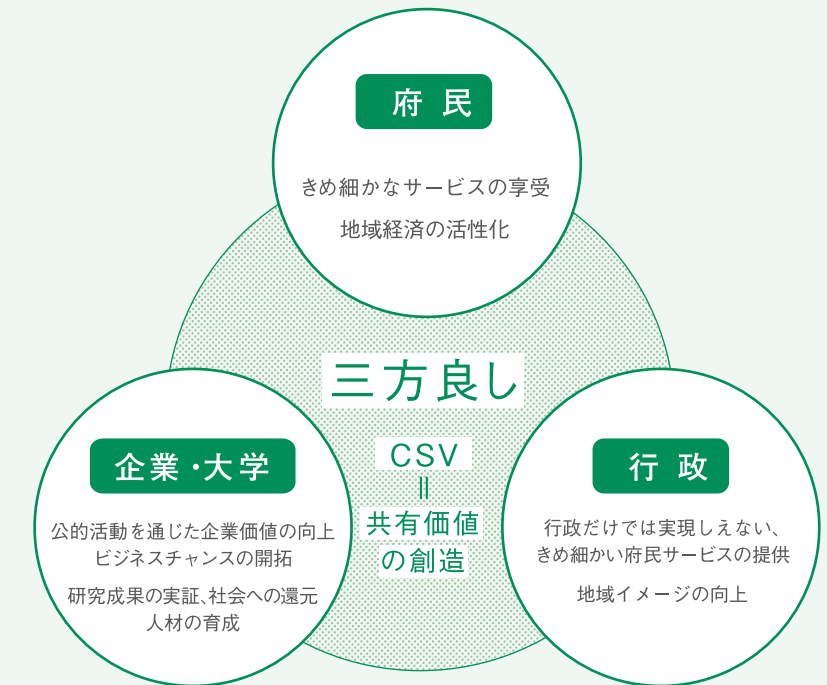 府民
きめ細かなサービスの享受
地域経済の活性化
三方良し
CSV
＝
共有価値
の創造
企業・大学
公的活動を通じた企業価値の向上
ビジネスチャンスの開拓
研究成果の実証、社会への還元
人材の育成
行政
行政だけでは実現しえない、
きめ細かい府民サービスの提供
地域イメージの向上